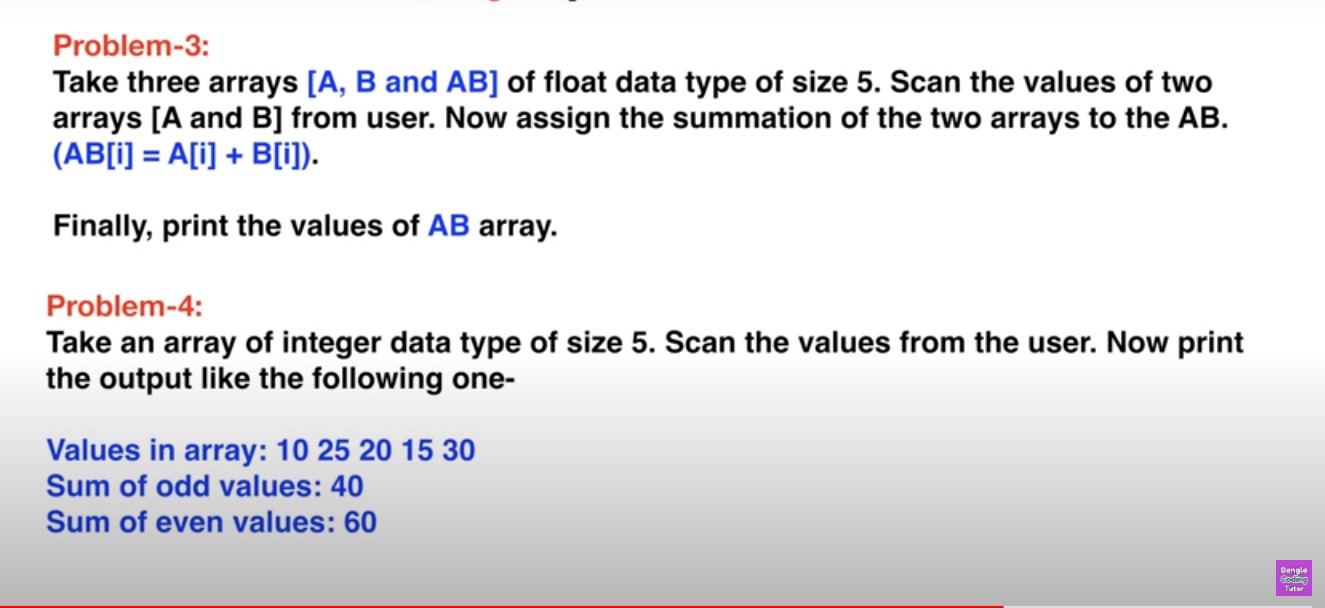 Problem-3:
Take three arrays [A, B and AB] of float data type of size 5. Scan the values of two
arrays [A and B] from user. Now assign the summation of the two arrays to the AB.
(AB[i] = A[i] + B[i]).
Finally, print the values of AB array.
Problem-4:
Take an array of integer data type of size 5. Scan the values from the user. Now print
the output like the following one-
Values in array: 10 25 20 15 30
Sum of odd values: 40
Sum of even values: 60
Bangla
Coding
Tutor